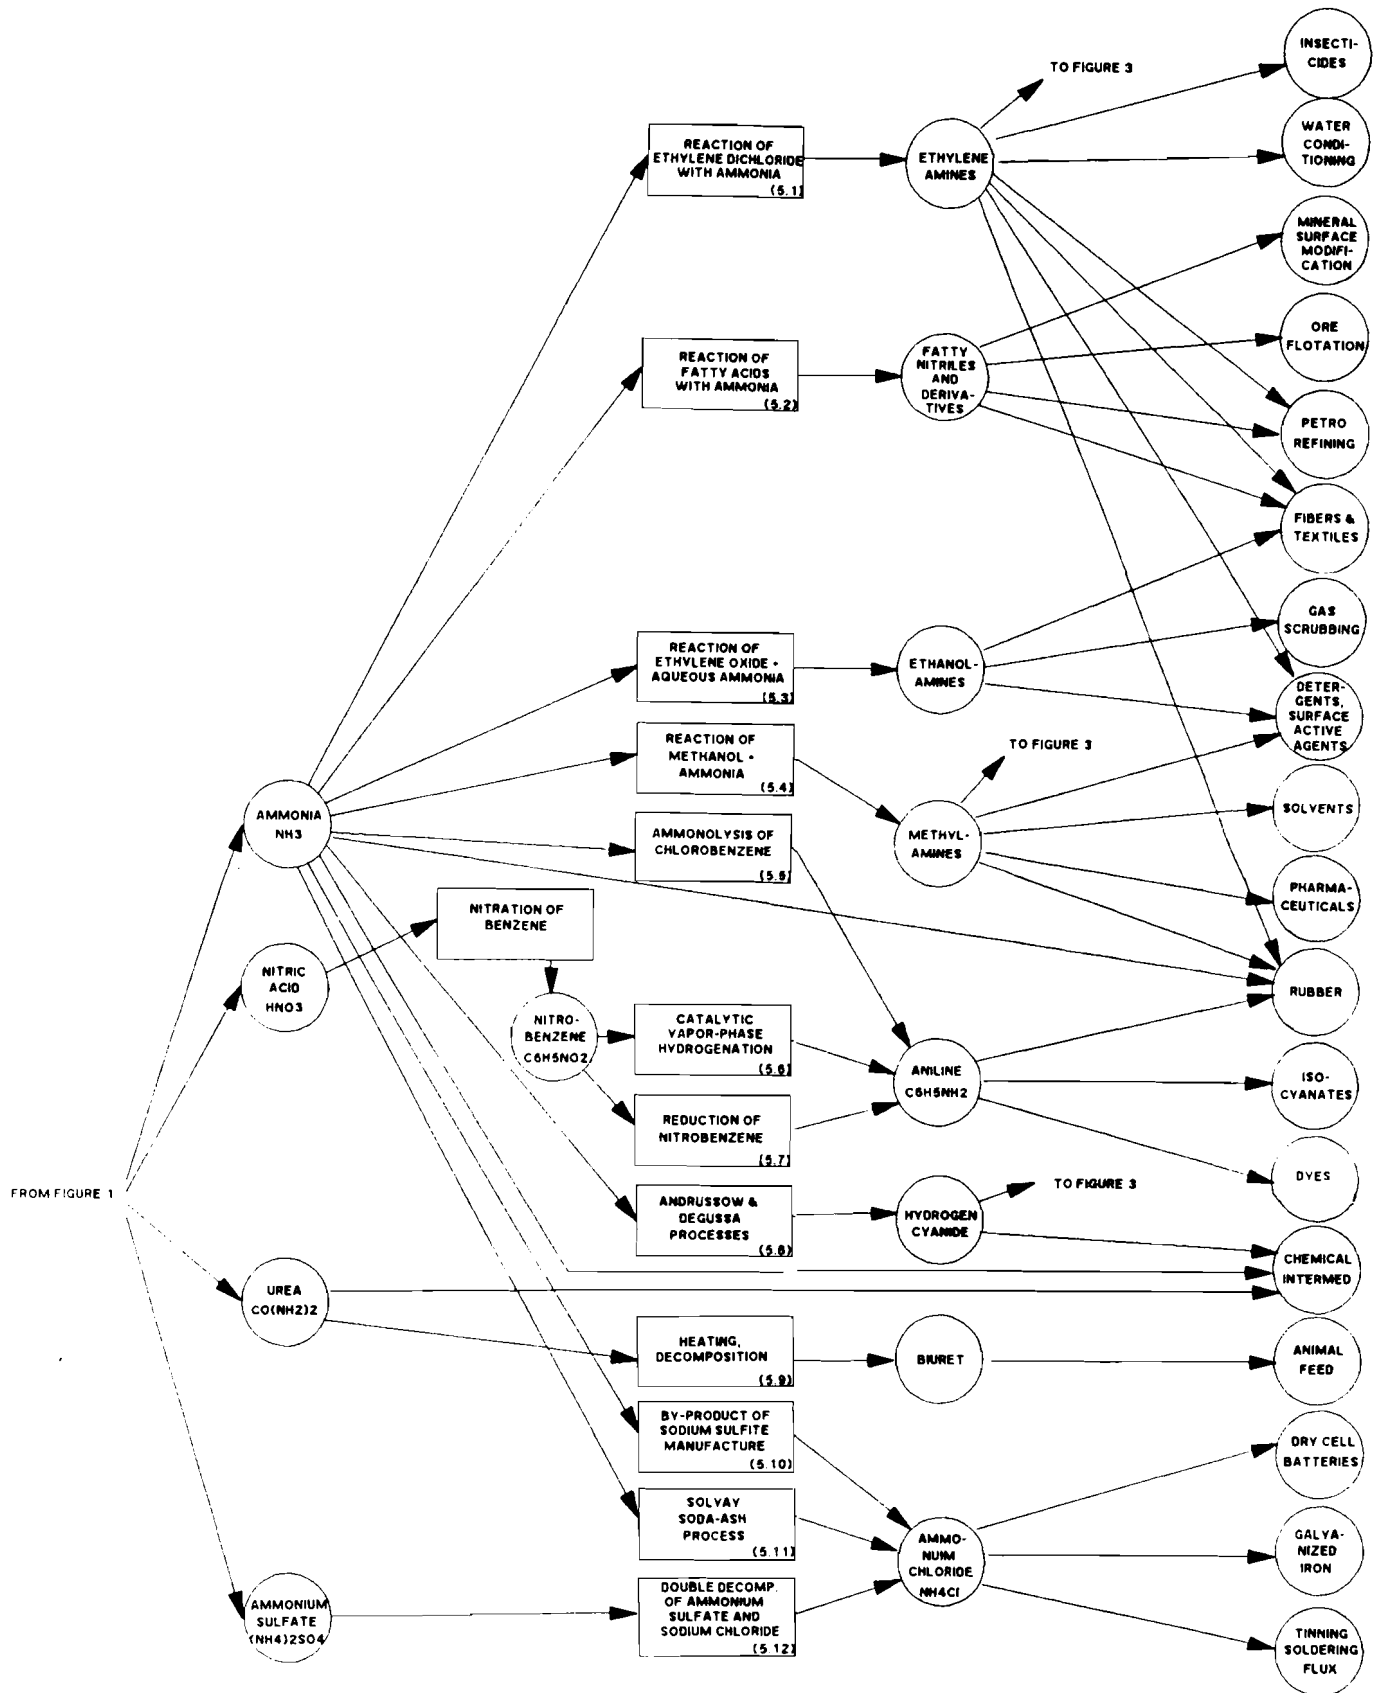 INSECTI-
CIDES
TO FIGURE 3
WATER
CONDI-
TIONING
REACTION OF
ETHYLENE DICHLORIDE
WITH AMMONIA
(5.1)
ETHYLENE
AMINES
MINERAL
SURFACE
MODIFI-
CATION
ORE
FLOTATION
REACTION OF
FATTY ACIDS
WITH AMMONIA
(5.2)
FATTY
NITRILES
AND
DERIVA-
TIVES
PETRO
REFINING
FIBERS &
TEXTILES
GAS
SCRUBBING
REACTION OF
ETHYLENE OXIDE -
AQUEOUS AMMONIA
(5.3)
ETHANOL-
AMINES
DETER-
GENTS,
SURFACE
ACTIVE
AGENTS
REACTION OF
METHANOL -
AMMONIA
(5.4)
TO FIGURE 3
SOLVENTS
AMMONIA
NH3
AMMONOLYSIS OF
CHLOROBENZENE
(5.5)
METHYL-
AMINES
PHARMA-
CEUTICALS
NITRATION OF
BENZENE
NITRIC
ACID
HNO3
RUBBER
NITRO-
BENZENE
C6H5NO2
CATALYTIC
VAPOR-PHASE
HYDROGENATION
(5.6)
ANILINE
C6H5NH2
ISO-
CYANATES
REDUCTION OF
NITROBENZENE
(5.7)
DYES
FROM FIGURE 1
ANDRUSSOW &
DEGUSSA
PROCESSES
(5.8)
HYDROGEN
CYANIDE
TO FIGURE 3
CHEMICAL
INTERMED
UREA
CO(NH2)2
HEATING,
DECOMPOSITION
(5.9)
BIURET
ANIMAL
FEED
BY-PRODUCT OF
SODIUM SULFITE
MANUFACTURE
(5.10)
DRY CELL
BATTERIES
SOLVAY
SODA-ASH
PROCESS
(5.11)
AMMO-
NUIM
CHLORIDE
NH4Cl
GALYA-
NIZED
IRON
AMMONIUM
SULFATE
(NH4)2SO4
DOUBLE DECOMP.
OF AMMONIUM
SULFATE AND
SODIUM CHLORIDE
(5.12)
TINNING
SOLDERING
FLUX